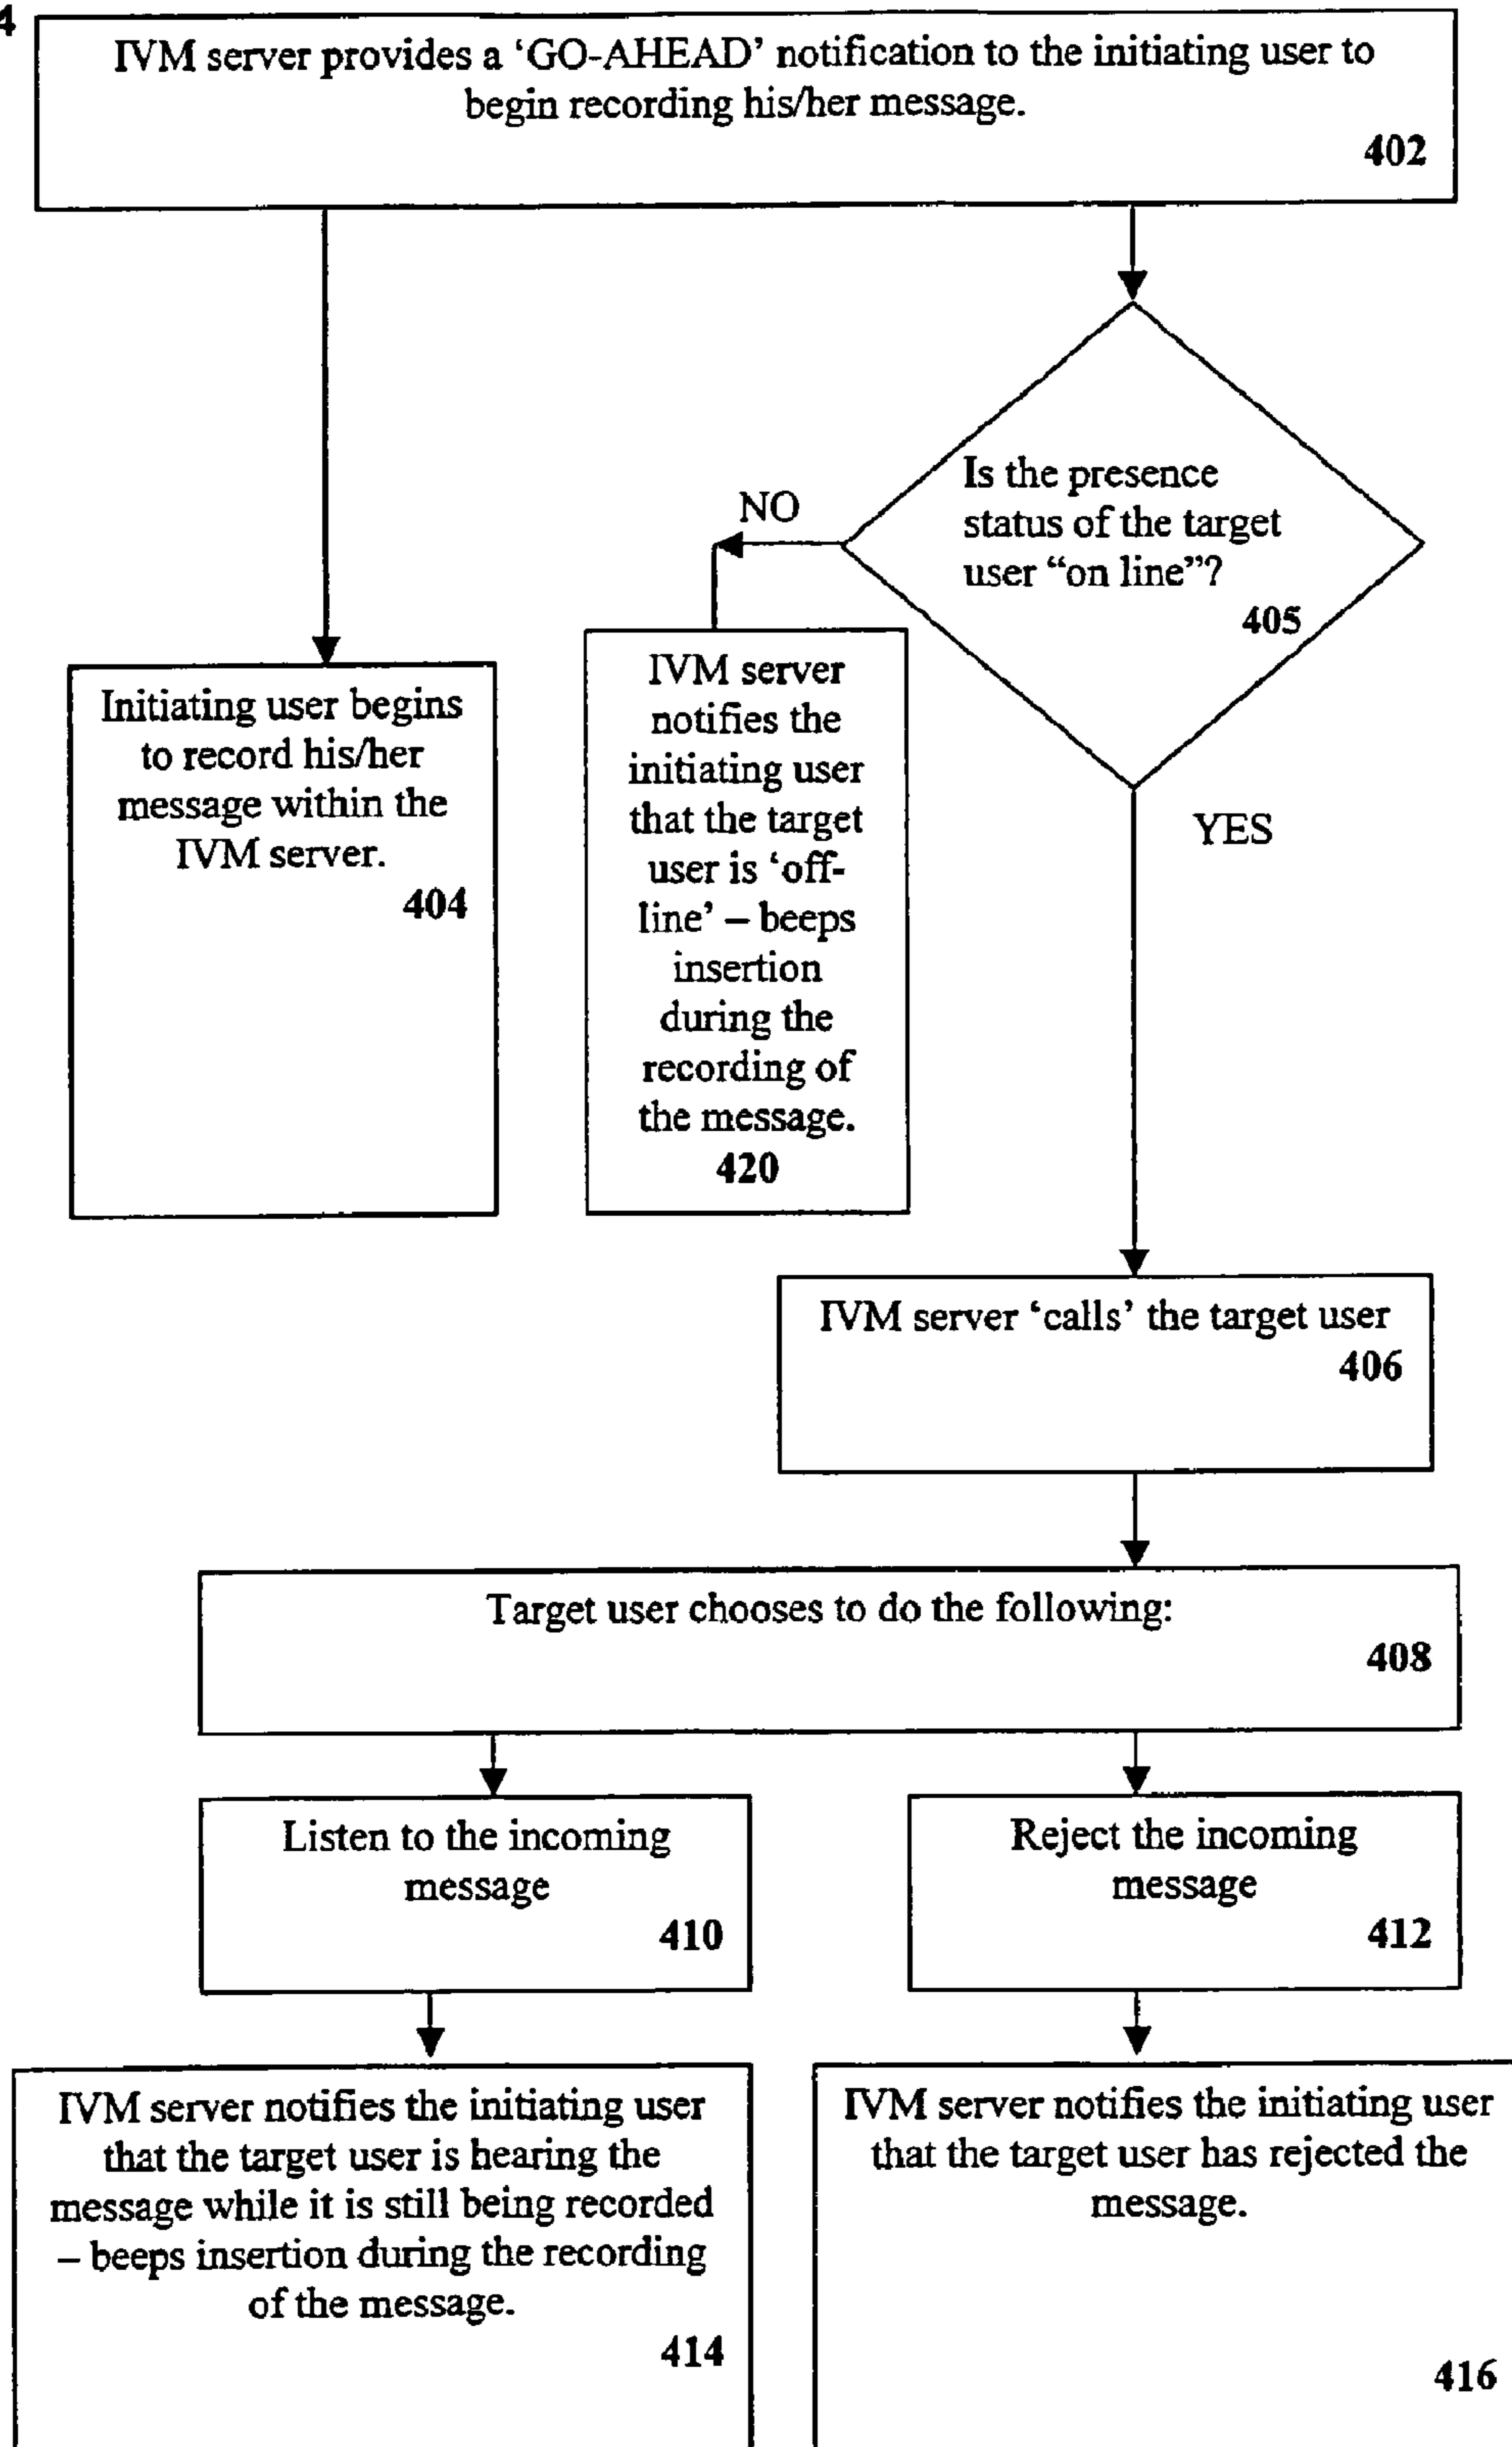 4
IVM server provides a ‘GO-AHEAD’ notification to the initiating user to
begin recording his/her message.
402
Is the presence
status of the target
user “on line”?
405
NO
YES
Initiating user begins
to record his/her
message within the
IVM server.
404
IVM server
notifies the
initiating user
that the target
user is ‘off-
line’ – beeps
insertion
during the
recording of
the message.
420
IVM server ‘calls’ the target user
406
Target user chooses to do the following:
408
Listen to the incoming
message
410
Reject the incoming
message
412
IVM server notifies the initiating user
that the target user is hearing the
message while it is still being recorded
– beeps insertion during the recording
of the message.
414
IVM server notifies the initiating user
that the target user has rejected the
message.
416